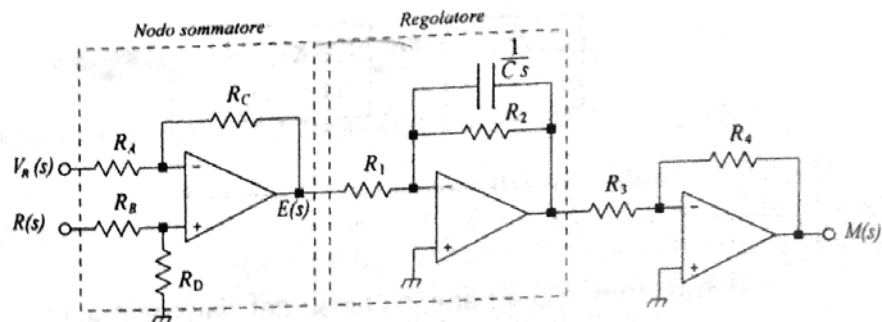 Nodo sommatore
Regolatore
1
C s
R_C
R_2
R_4
V_R(s)
R_A
R_1
R_3
R(s)
R_B
E(s)
M(s)
R_D
- + - + - +